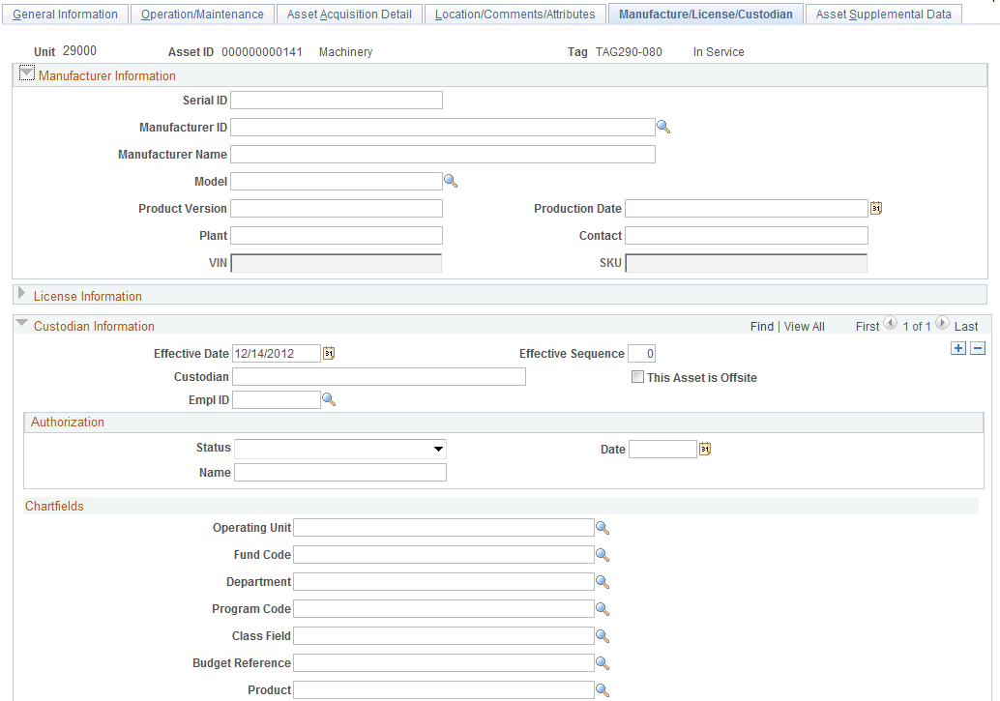 General Information Operation/Maintenance Asset Acquisition Detail Location/Comments/Attributes Manufacture/License/Custodian Asset Supplemental Data
Unit 29000 Asset ID 000000000141 Machinery Tag TAG290-080 In Service
Manufacturer Information
Serial ID
Manufacturer ID
Manufacturer Name
Model
Product Version Production Date
Plant Contact
VIN SKU
License Information
Custodian Information Find | View All First 1 of 1 Last
Effective Date 12/14/2012 Effective Sequence 0
Custodian This Asset is Offsite
Empl ID
Authorization
Status Date
Name
Chartfields
Operating Unit
Fund Code
Department
Program Code
Class Field
Budget Reference
Product